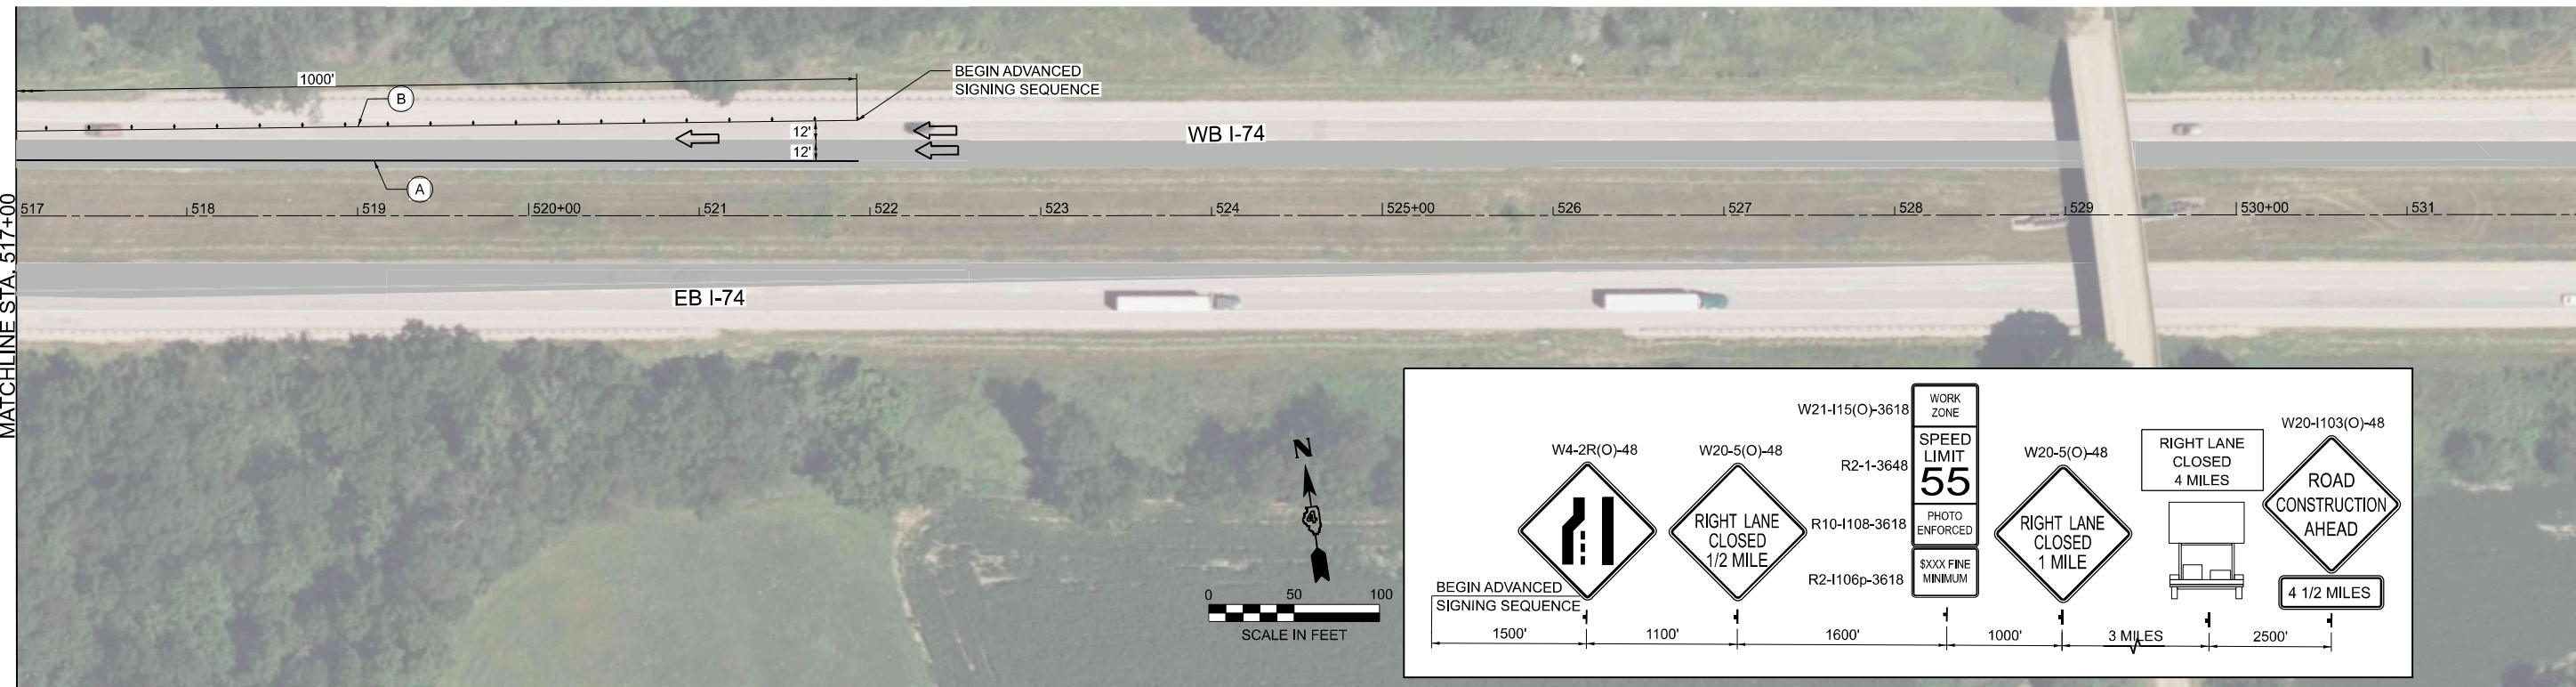 1000'
B
BEGIN ADVANCED
SIGNING SEQUENCE
12'
12'
WB I-74
A
MATCHLINE STA. 517+00
517 518 519 520+00 521 522 523 524 525+00 526 527 528 529 530+00 531
EB I-74
N
4
0 50 100
SCALE IN FEET
W4-2R(O)-48
W20-5(O)-48
RIGHT LANE
CLOSED
1/2 MILE
W21-I15(O)-3618
WORK
ZONE
R2-1-3648
SPEED
LIMIT
55
R10-I108-3618
PHOTO
ENFORCED
R2-I106p-3618
$XXX FINE
MINIMUM
W20-5(O)-48
RIGHT LANE
CLOSED
1 MILE
RIGHT LANE
CLOSED
4 MILES
W20-I103(O)-48
ROAD
CONSTRUCTION
AHEAD
4 1/2 MILES
BEGIN ADVANCED
SIGNING SEQUENCE
1500' 1100' 1600' 1000' 3 MILES 2500'